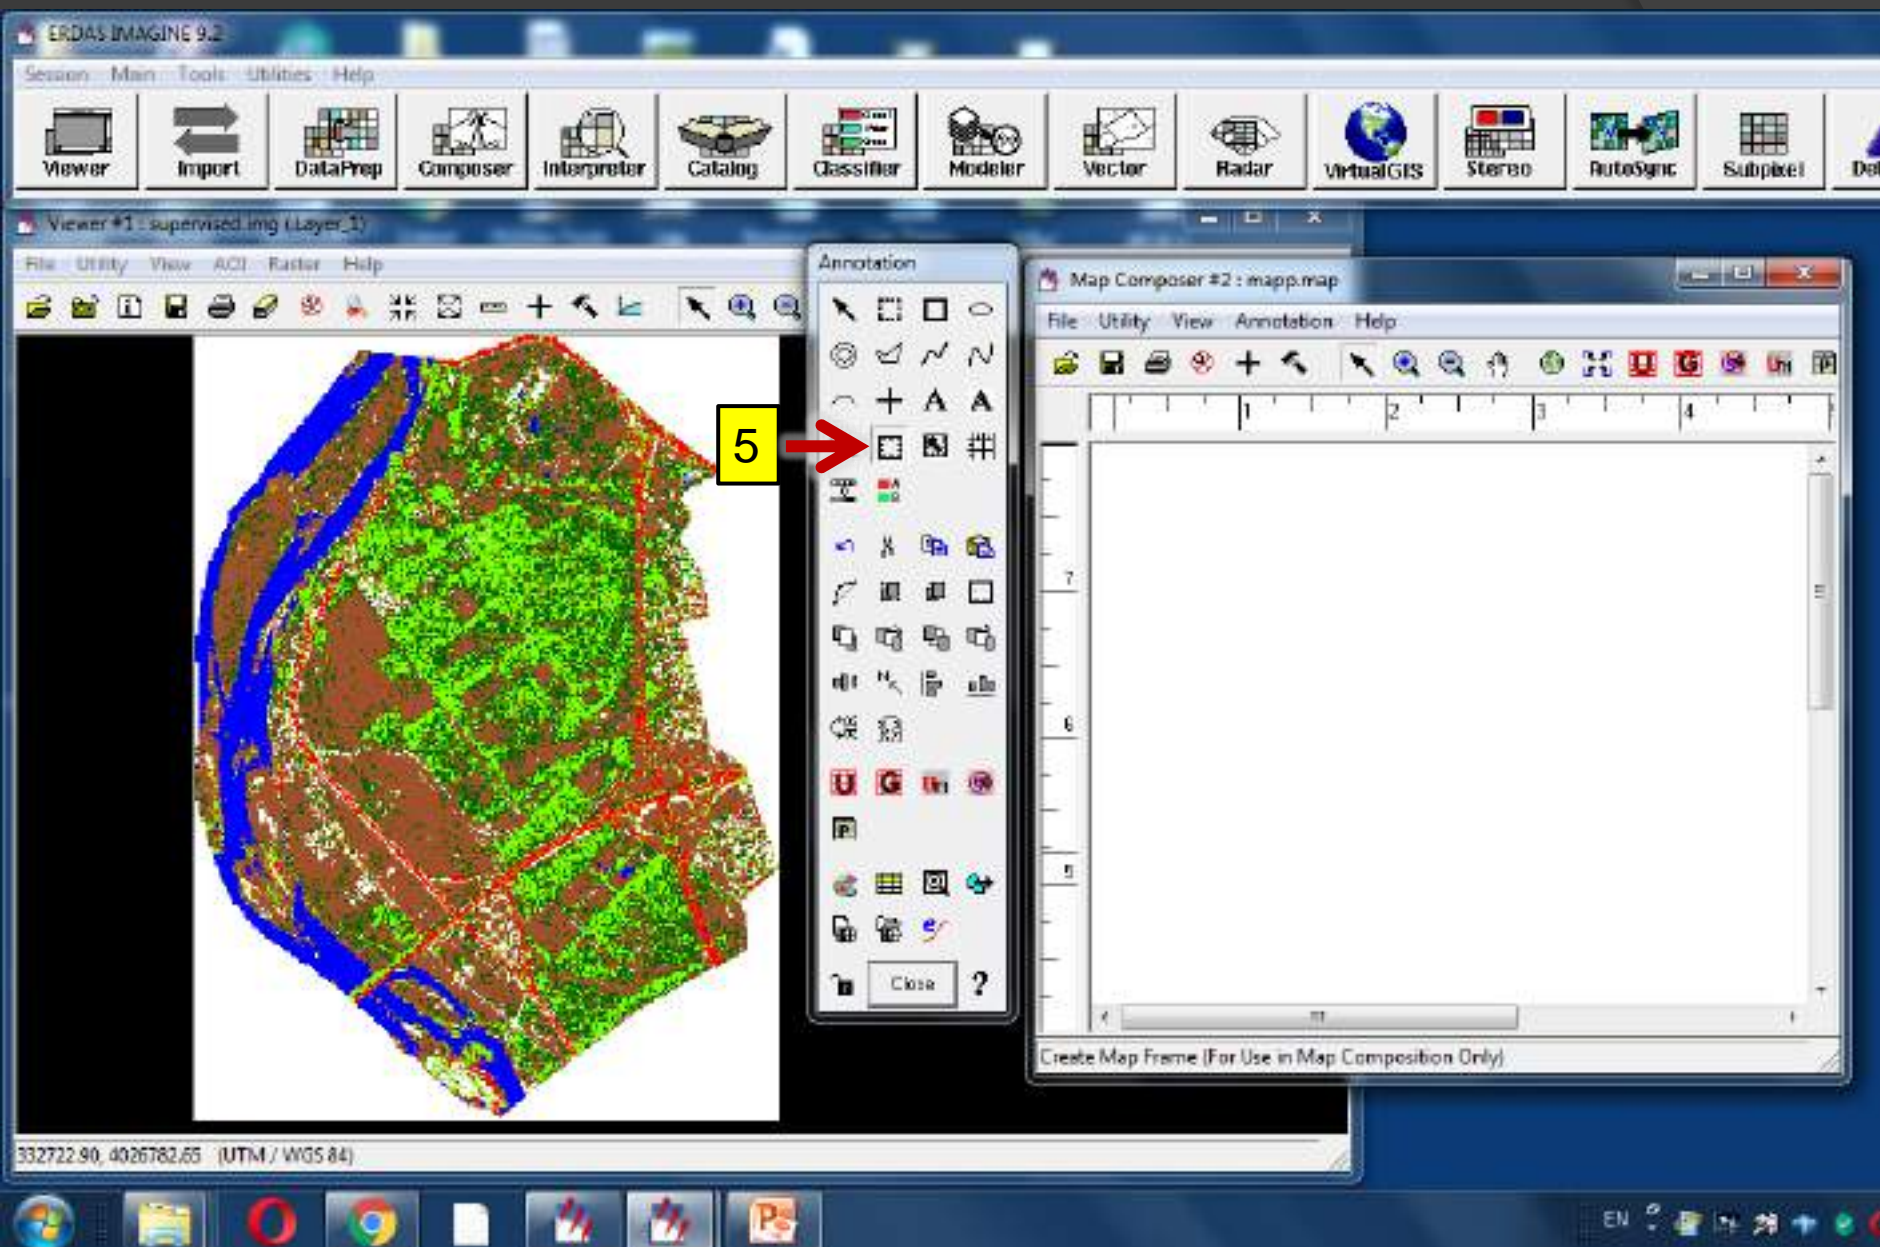 ERDAS IMAGINE 9.2
Session Main Tools Utilities Help
Viewer Import DataPrep Composer Interpreter Catalog Classifier Modeler Vector Radar VirtualGIS Stereo AutoSync Subpixel
Viewer #1 : supervised.img (:Layer_1)
File Utility View AOI Raster Help
Annotation
Map Composer #2 : mapp.map
File Utility View Annotation Help
1 2 3 4
5
7
6
5
Close ?
Create Map Frame (For Use in Map Composition Only)
332722.90, 4026782.65 (UTM / WGS 84)
EN